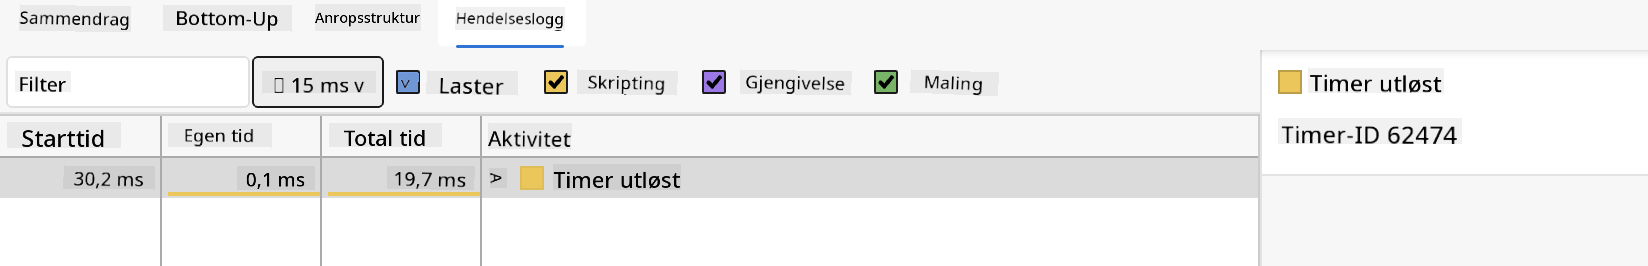 Sammendrag Bottom-Up Anropsstruktur Hendelseslogg
Filter 15 ms v Laster Skripting Gjengivelse Maling
Starttid Egen tid Total tid Aktivitet
30,2 ms 0,1 ms 19,7 ms Timer utløst
Timer utløst
Timer-ID 62474